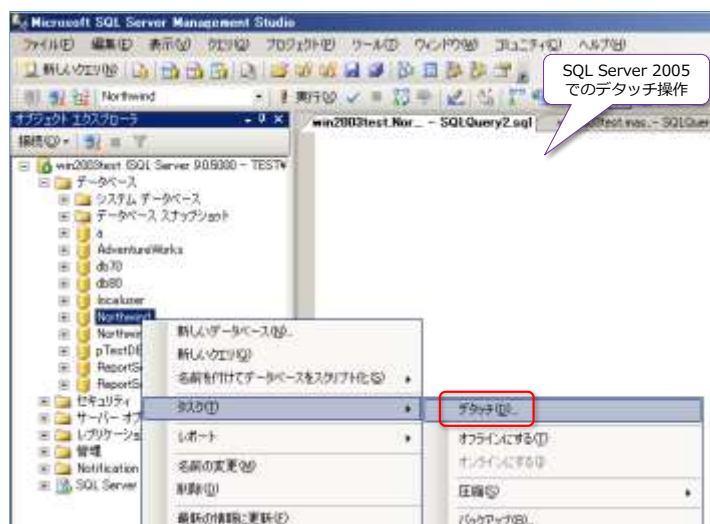 Microsoft SQL Server Management Studio
ファイル(F) 編集(E) 表示(V) クエリ(Q) プロジェクト(P) ツール(T) ウィンドウ(W) コミュニティ(C) ヘルプ(H)
新しいクエリ(N)
SQL Server 2005
でのデタッチ操作
Northwind 実行(X)
オブジェクト エクスプローラ
win2003test.Nor... - SQLQuery2.sql
接続(O)
win2003test (SQL Server 9.0.5000 - TEST¥
データベース
システム データベース
データベース スナップショット
a
AdventureWorks
db70
db80
localuser
Northwind
Northwin
pTestDB
ReportS
ReportS
セキュリティ
サーバー オブ
レプリケーショ
管理
Notification
SQL Server
新しいデータベース(N)...
新しいクエリ(Q)
名前を付けてデータベースをスクリプト化(S)
タスク(T)
レポート
名前の変更(M)
削除(D)
最新の情報に更新(F)
デタッチ(D)...
オフラインにする(T)
オンラインにする(I)
圧縮(S)
バックアップ(B)...